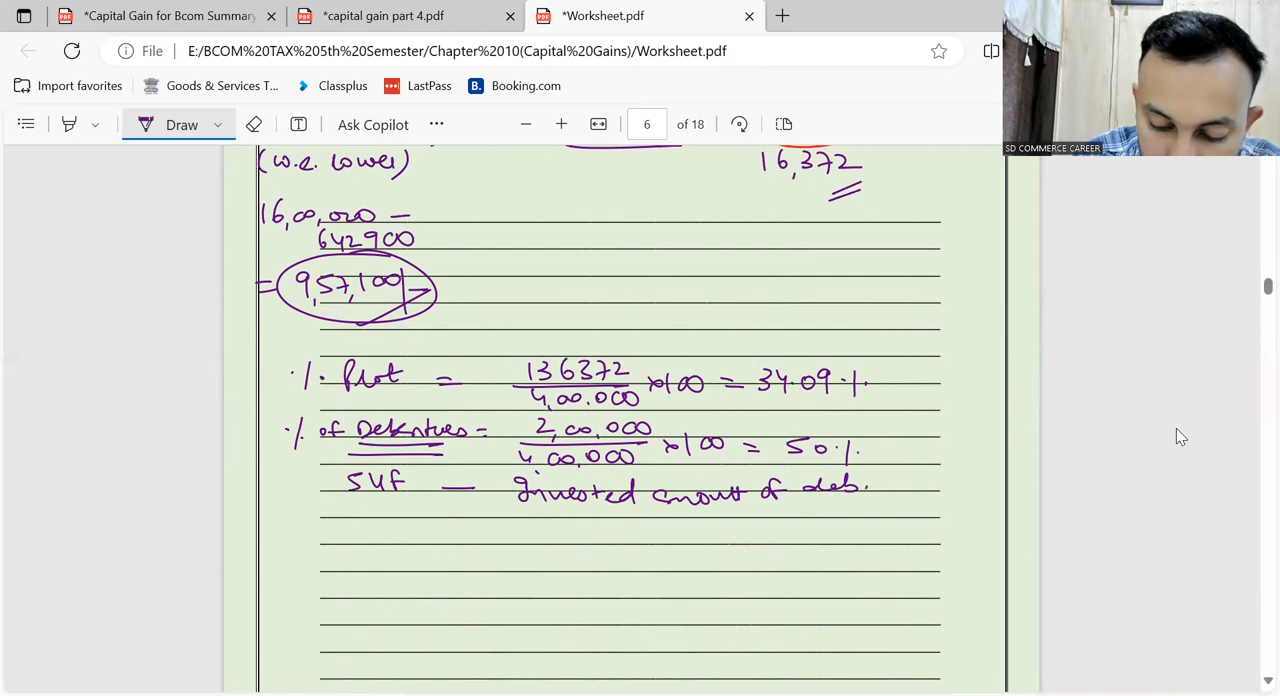 *Capital Gain for Bcom Summary
*capital gain part 4.pdf
*Worksheet.pdf
File
E:/BCOM%20TAX%205th%20Semester/Chapter%2010(Capital%20Gains)/Worksheet.pdf
Import favorites
Goods & Services T...
Classplus
LastPass
B. Booking.com
Draw
Ask Copilot
6 of 18
SD COMMERCE CAREER
(w.e. lower)
16,372
16,00,000 -
642900
= 9,57,100/-
% Plot = 136372 / 4,00,000 × 100 = 34.09 %.
% of Debentures = 2,00,000 / 4,00,000 × 100 = 50 %.
54F — Invested amount of deb.